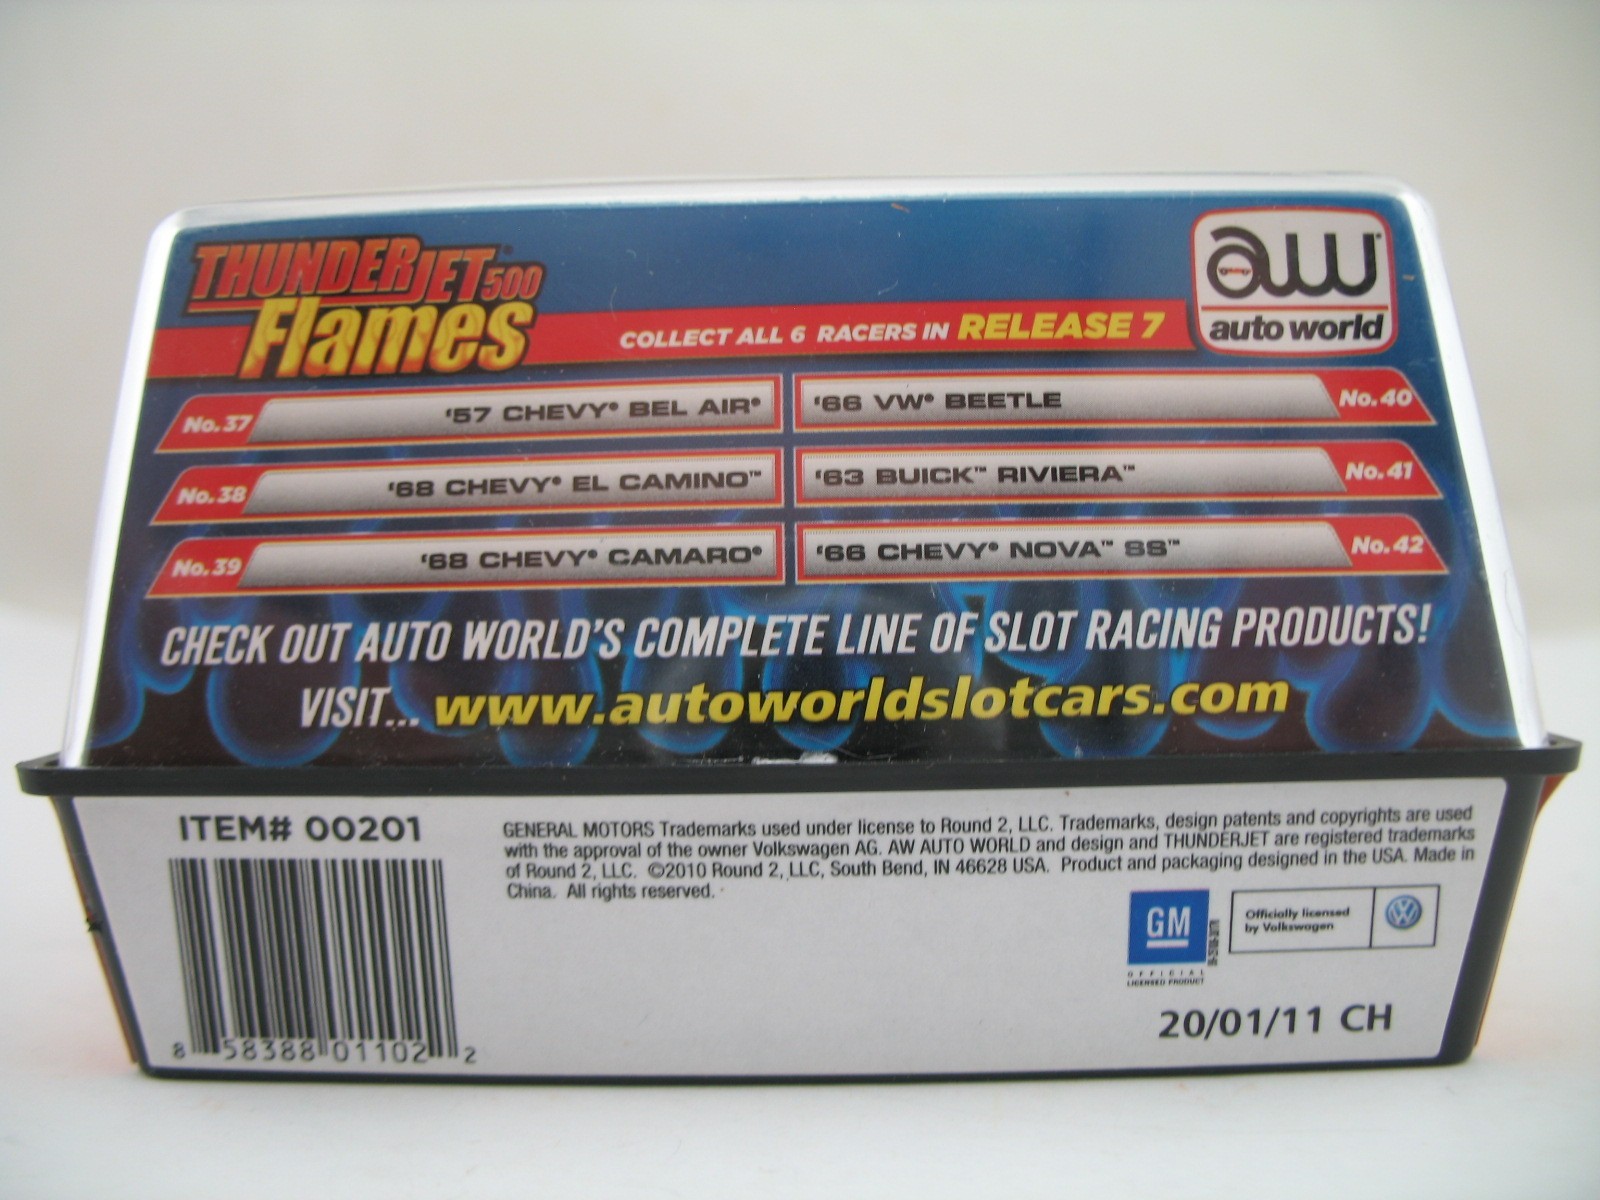 THUNDERJET® 500
Flames
COLLECT ALL 6 RACERS IN RELEASE 7
aw®
auto world
No.37 '57 CHEVY® BEL AIR®
'66 VW® BEETLE No.40
No.38 '68 CHEVY® EL CAMINO™
'63 BUICK™ RIVIERA™ No.41
No.39 '68 CHEVY® CAMARO®
'66 CHEVY® NOVA™ SS™ No.42
CHECK OUT AUTO WORLD'S COMPLETE LINE OF SLOT RACING PRODUCTS!
VISIT... www.autoworldslotcars.com
ITEM# 00201
8 58388 01102 2
GENERAL MOTORS Trademarks used under license to Round 2, LLC. Trademarks, design patents and copyrights are used
with the approval of the owner Volkswagen AG. AW AUTO WORLD and design and THUNDERJET are registered trademarks
of Round 2, LLC. ©2010 Round 2, LLC, South Bend, IN 46628 USA. Product and packaging designed in the USA. Made in
China. All rights reserved.
GM
OFFICIAL
LICENSED PRODUCT
Officially licensed
by Volkswagen
20/01/11 CH